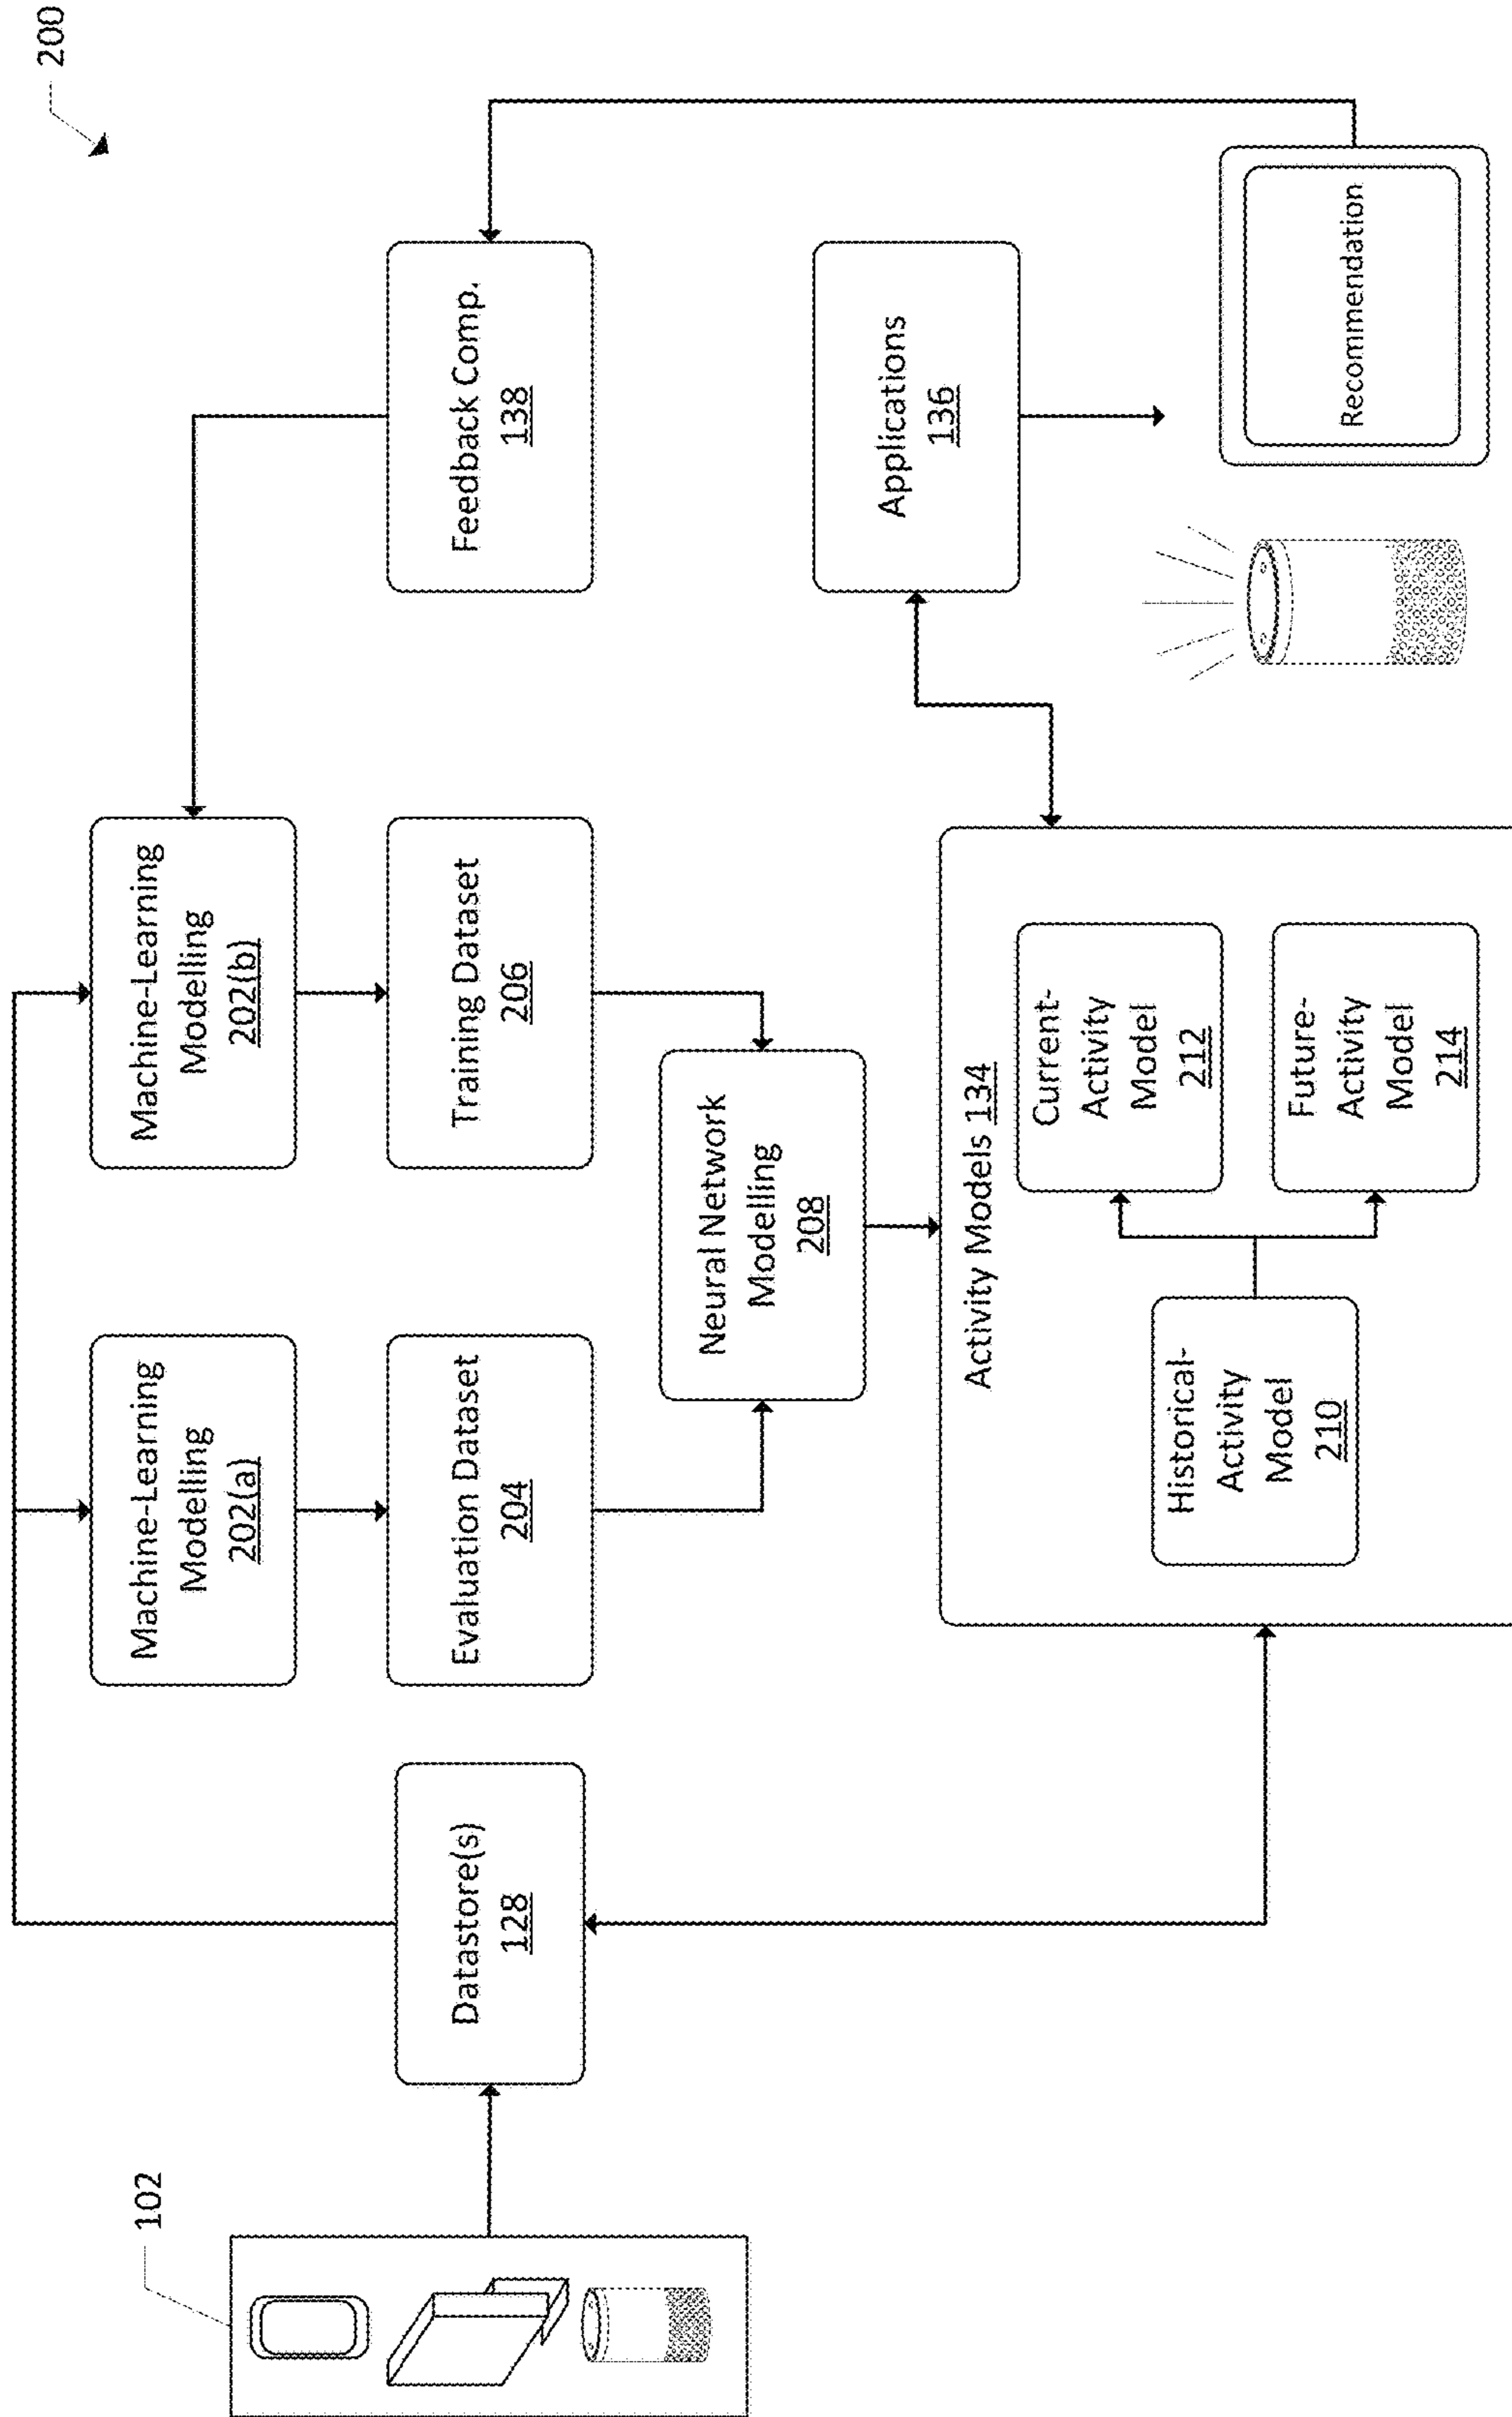 200
102
Datastore(s)
128
Machine-Learning
Modelling
202(a)
Machine-Learning
Modelling
202(b)
Evaluation Dataset
204
Training Dataset
206
Feedback Comp.
138
Neural Network
Modelling
208
Applications
136
Activity Models 134
Historical-
Activity
Model
210
Current-
Activity
Model
212
Future-
Activity
Model
214
Recommendation